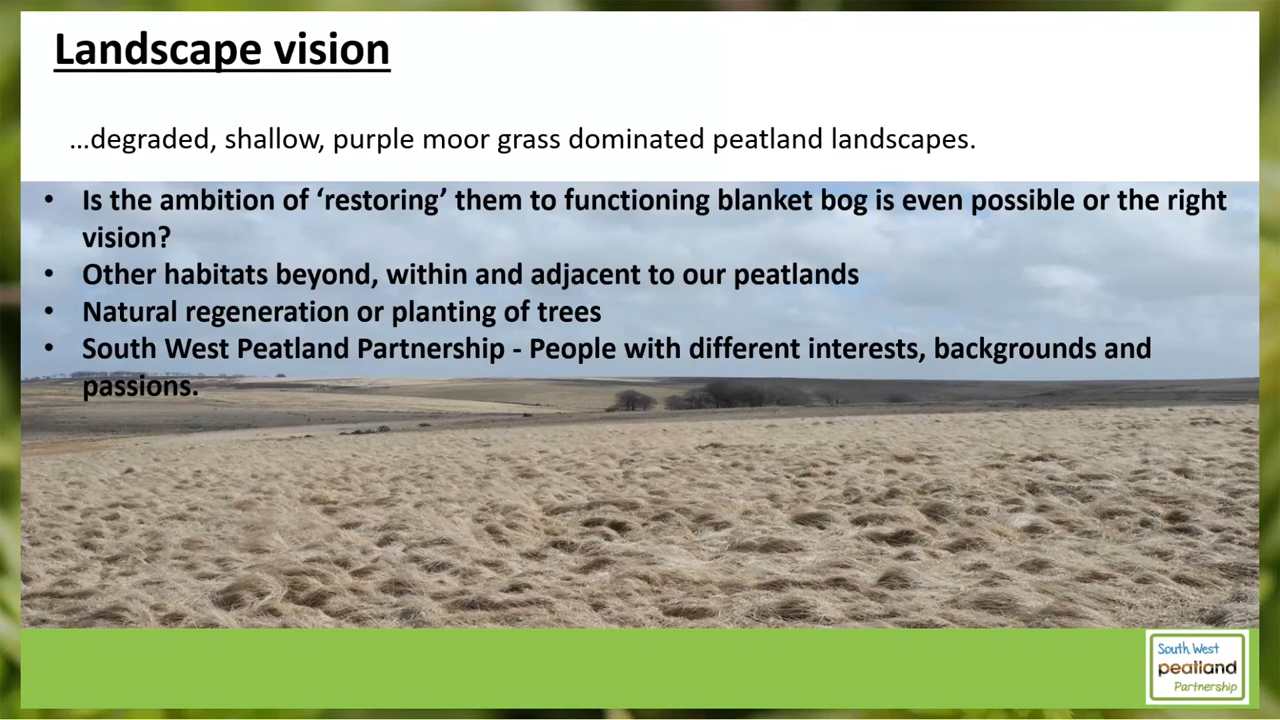 Landscape vision
...degraded, shallow, purple moor grass dominated peatland landscapes.
• Is the ambition of ‘restoring’ them to functioning blanket bog is even possible or the right
vision?
• Other habitats beyond, within and adjacent to our peatlands
• Natural regeneration or planting of trees
• South West Peatland Partnership - People with different interests, backgrounds and
passions.
South West
peatland
Partnership